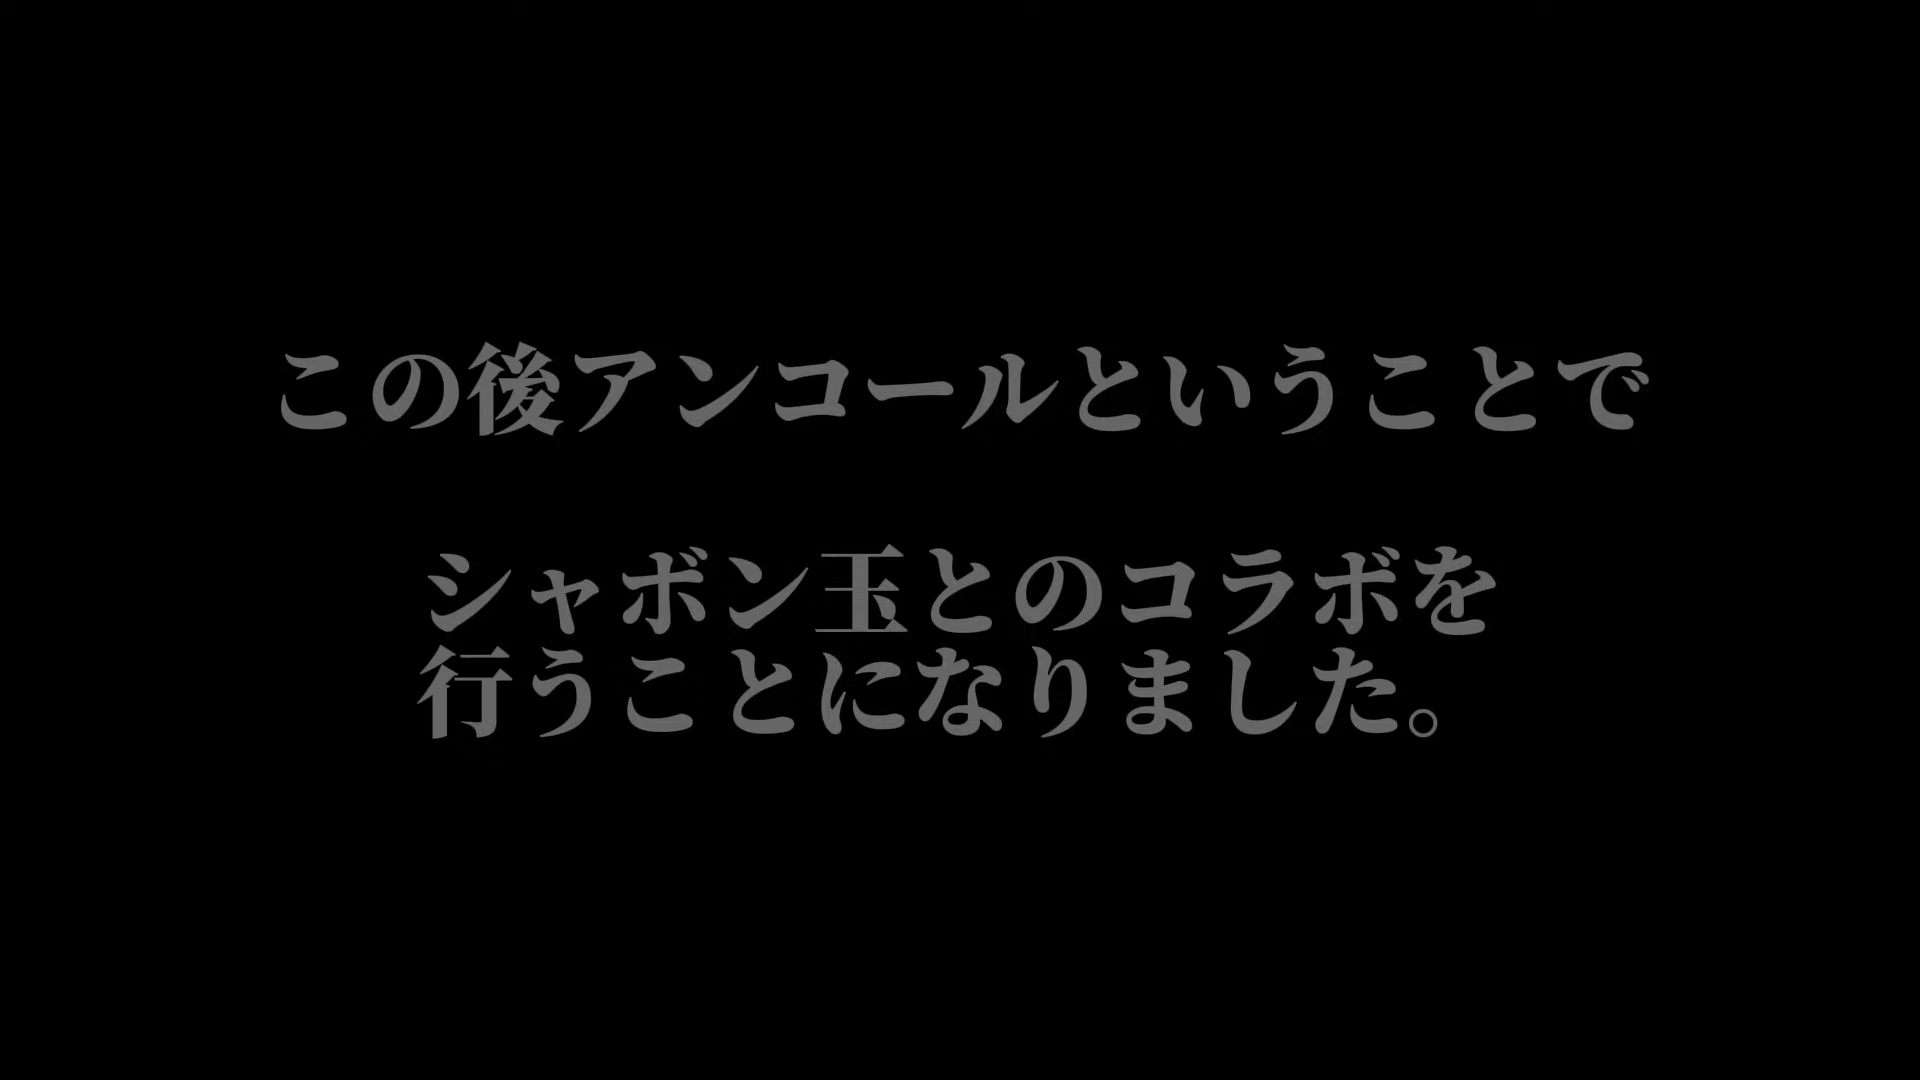 この後アンコールということで
シャボン玉とのコラボを
行うことになりました。